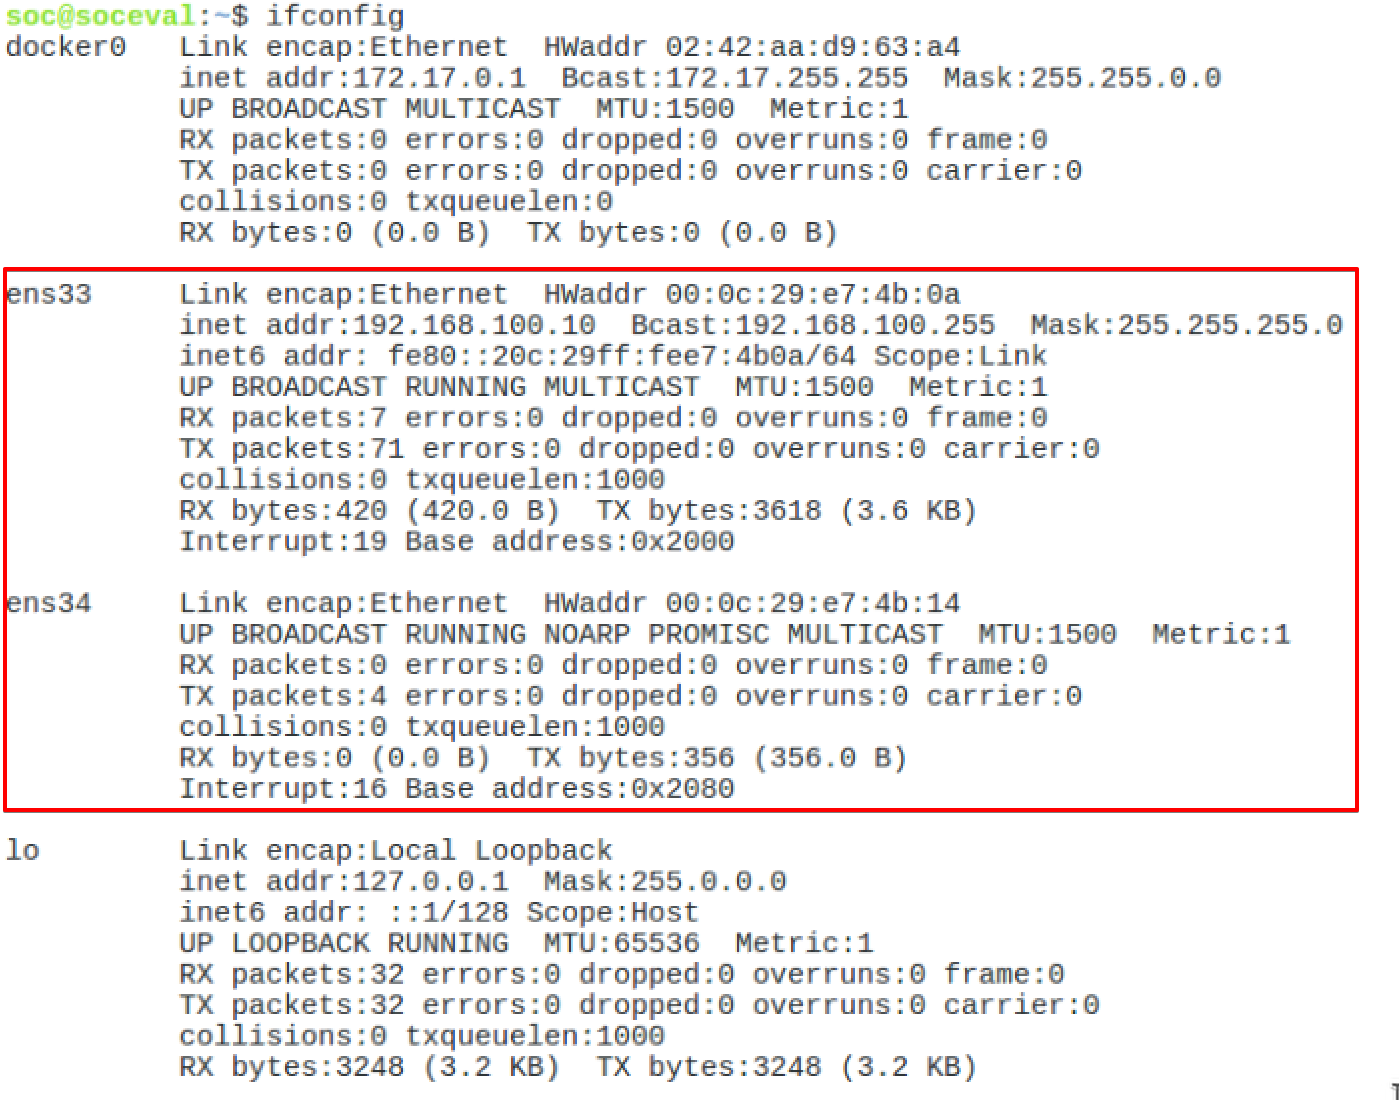 soc@soceval:~$ ifconfig
docker0   Link encap:Ethernet  HWaddr 02:42:aa:d9:63:a4
          inet addr:172.17.0.1  Bcast:172.17.255.255  Mask:255.255.0.0
          UP BROADCAST MULTICAST  MTU:1500  Metric:1
          RX packets:0 errors:0 dropped:0 overruns:0 frame:0
          TX packets:0 errors:0 dropped:0 overruns:0 carrier:0
          collisions:0 txqueuelen:0
          RX bytes:0 (0.0 B)  TX bytes:0 (0.0 B)

ens33     Link encap:Ethernet  HWaddr 00:0c:29:e7:4b:0a
          inet addr:192.168.100.10  Bcast:192.168.100.255  Mask:255.255.255.0
          inet6 addr: fe80::20c:29ff:fee7:4b0a/64 Scope:Link
          UP BROADCAST RUNNING MULTICAST  MTU:1500  Metric:1
          RX packets:7 errors:0 dropped:0 overruns:0 frame:0
          TX packets:71 errors:0 dropped:0 overruns:0 carrier:0
          collisions:0 txqueuelen:1000
          RX bytes:420 (420.0 B)  TX bytes:3618 (3.6 KB)
          Interrupt:19 Base address:0x2000

ens34     Link encap:Ethernet  HWaddr 00:0c:29:e7:4b:14
          UP BROADCAST RUNNING NOARP PROMISC MULTICAST  MTU:1500  Metric:1
          RX packets:0 errors:0 dropped:0 overruns:0 frame:0
          TX packets:4 errors:0 dropped:0 overruns:0 carrier:0
          collisions:0 txqueuelen:1000
          RX bytes:0 (0.0 B)  TX bytes:356 (356.0 B)
          Interrupt:16 Base address:0x2080

lo        Link encap:Local Loopback
          inet addr:127.0.0.1  Mask:255.0.0.0
          inet6 addr: ::1/128 Scope:Host
          UP LOOPBACK RUNNING  MTU:65536  Metric:1
          RX packets:32 errors:0 dropped:0 overruns:0 frame:0
          TX packets:32 errors:0 dropped:0 overruns:0 carrier:0
          collisions:0 txqueuelen:1000
          RX bytes:3248 (3.2 KB)  TX bytes:3248 (3.2 KB)